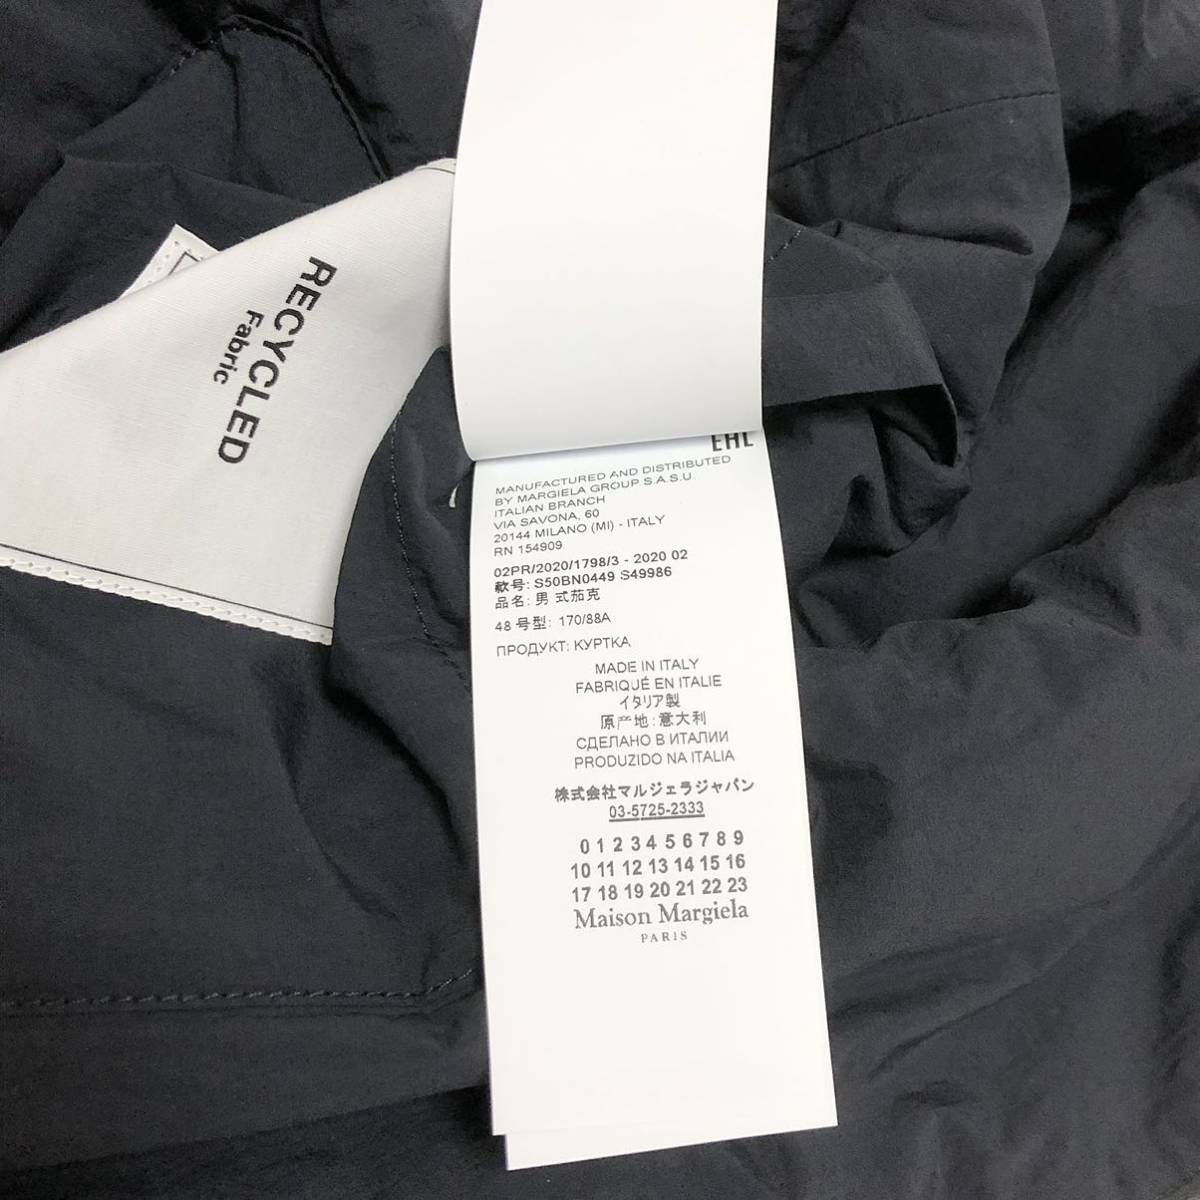 RECYCLED
Fabric
EHL
MANUFACTURED AND DISTRIBUTED
BY MARGIELA GROUP S.A.S.U.
ITALIAN BRANCH
VIA SAVONA, 60
20144 MILANO (MI) - ITALY
RN 154909
02PR/2020/1798/3 - 2020 02
款号: S50BN0449 S49986
品名: 男 式茄克
48 号型: 170/88A
ПРОДУКТ: КУРТКА
MADE IN ITALY
FABRIQUÉ EN ITALIE
イタリア製
原产地: 意大利
СДЕЛАНО В ИТАЛИИ
PRODUZIDO NA ITALIA
株式会社マルジェラジャパン
03-5725-2333
0 1 2 3 4 5 6 7 8 9
10 11 12 13 14 15 16
17 18 19 20 21 22 23
Maison Margiela
PARIS